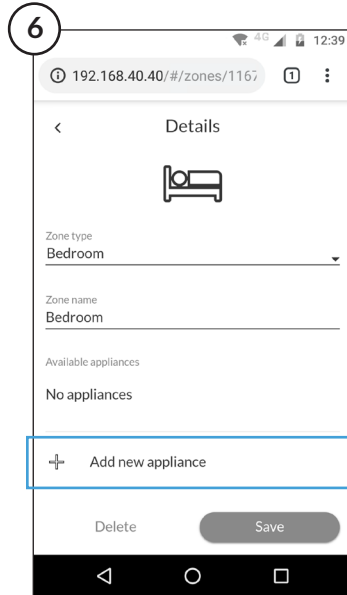 6
4G 12:39
192.168.40.40/#/zones/1167 1
Details
Zone type
Bedroom
Zone name
Bedroom
Available appliances
No appliances
Add new appliance
Delete Save